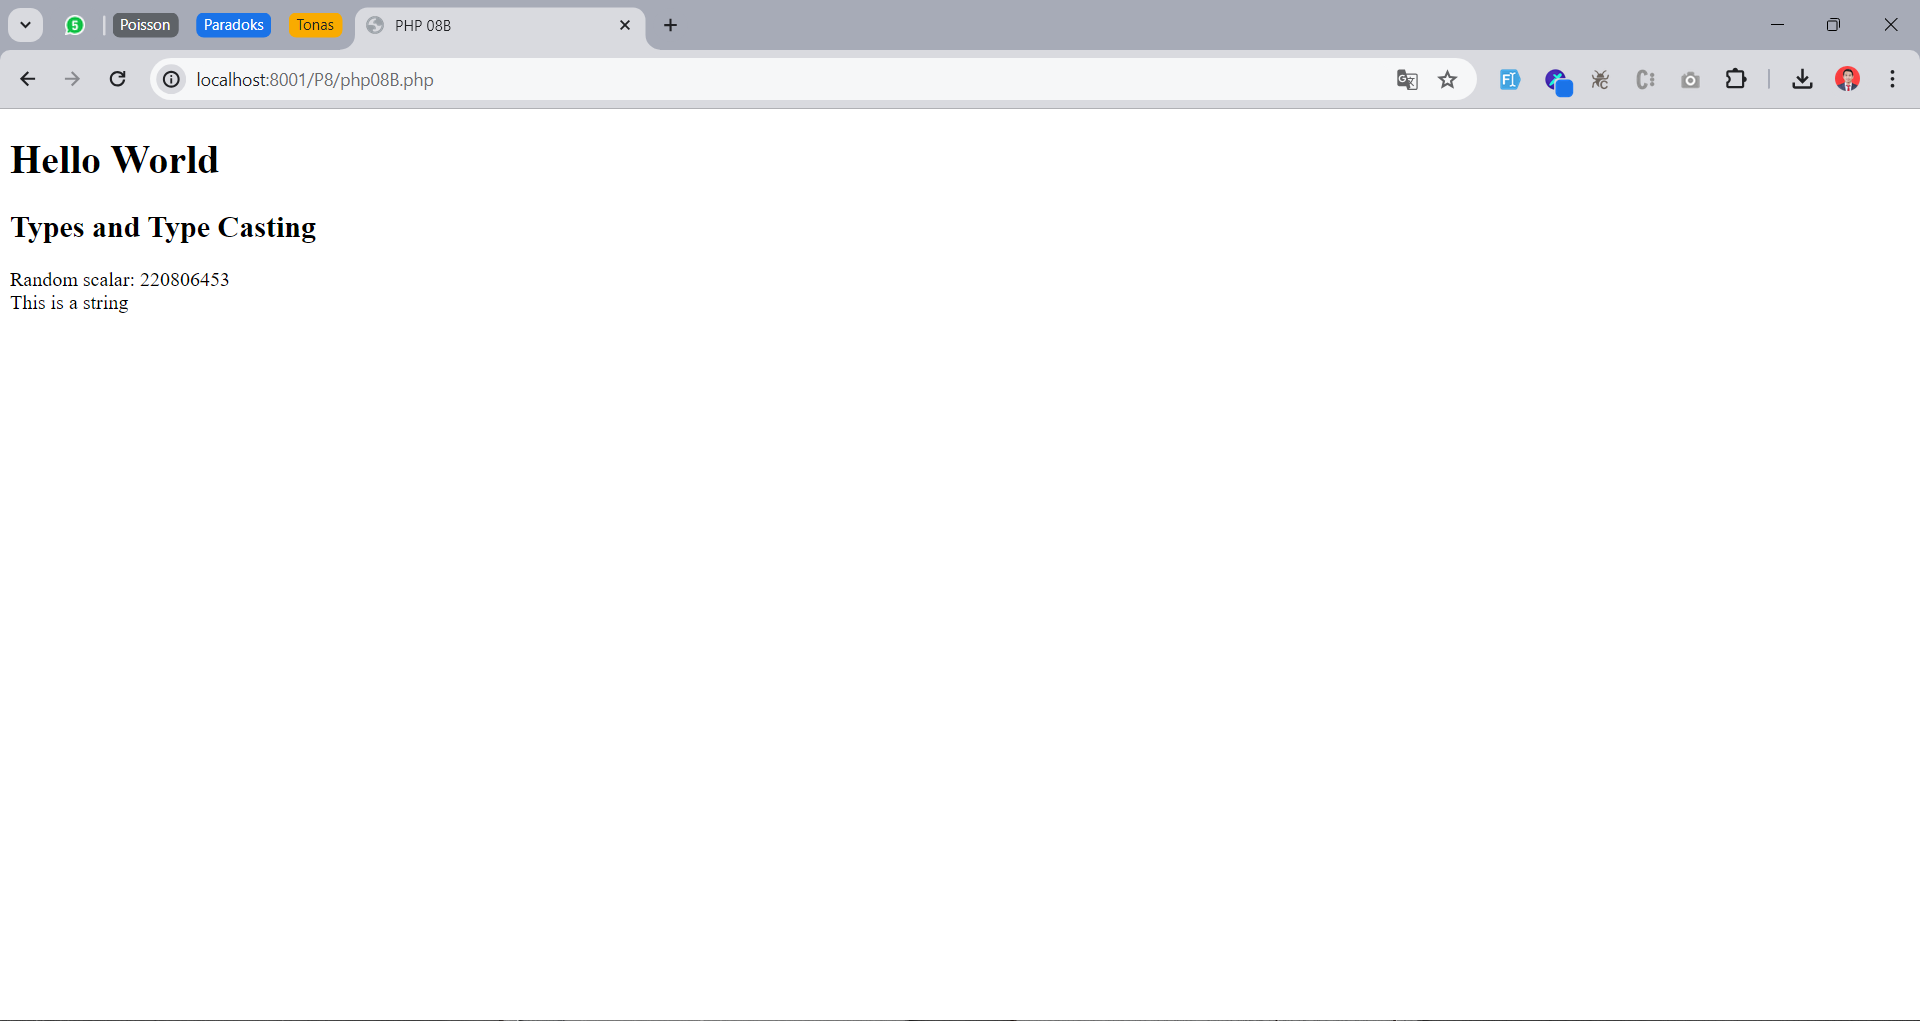 5
Poisson
Paradoks
Tonas
PHP 08B
localhost:8001/P8/php08B.php
Hello World
Types and Type Casting
Random scalar: 220806453
This is a string